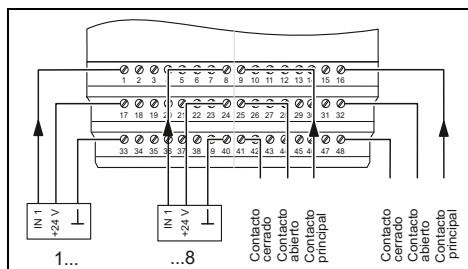 1 2 3 4 5 6 7 8 9 10 11 12 13 14 15 16
17 18 19 20 21 22 23 24 25 26 27 28 29 30 31 32
33 34 35 36 37 38 39 40 41 42 43 44 45 46 47 48
IN 1
+24 V
IN 1
+24 V
Contacto cerrado
Contacto abierto
Contacto principal
Contacto cerrado
Contacto abierto
Contacto principal
1...
...8